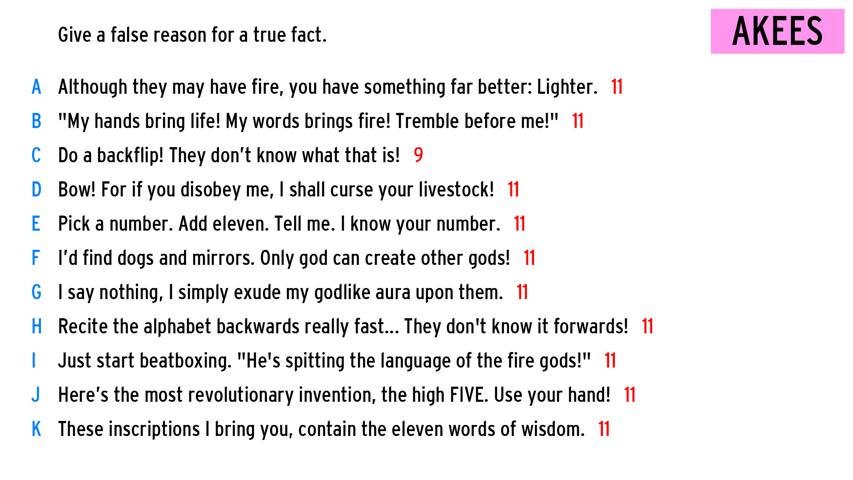 Give a false reason for a true fact.
AKEES
A Although they may have fire, you have something far better: Lighter. 11
B "My hands bring life! My words brings fire! Tremble before me!" 11
C Do a backflip! They don't know what that is! 9
D Bow! For if you disobey me, I shall curse your livestock! 11
E Pick a number. Add eleven. Tell me. I know your number. 11
F I'd find dogs and mirrors. Only god can create other gods! 11
G I say nothing, I simply exude my godlike aura upon them. 11
H Recite the alphabet backwards really fast... They don't know it forwards! 11
I Just start beatboxing. "He's spitting the language of the fire gods!" 11
J Here's the most revolutionary invention, the high FIVE. Use your hand! 11
K These inscriptions I bring you, contain the eleven words of wisdom. 11